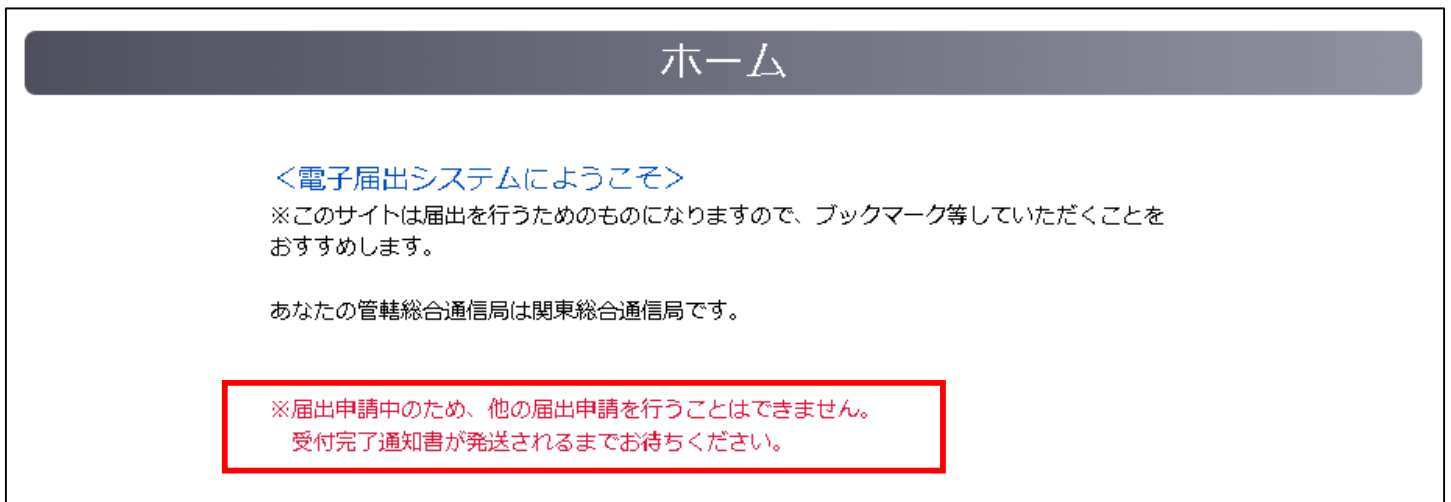 ホーム
＜電子届出システムにようこそ＞
※このサイトは届出を行うためのものになりますので、ブックマーク等していただくことを
おすすめします。
あなたの管轄総合通信局は関東総合通信局です。
※届出申請中のため、他の届出申請を行うことはできません。
受付完了通知書が発送されるまでお待ちください。